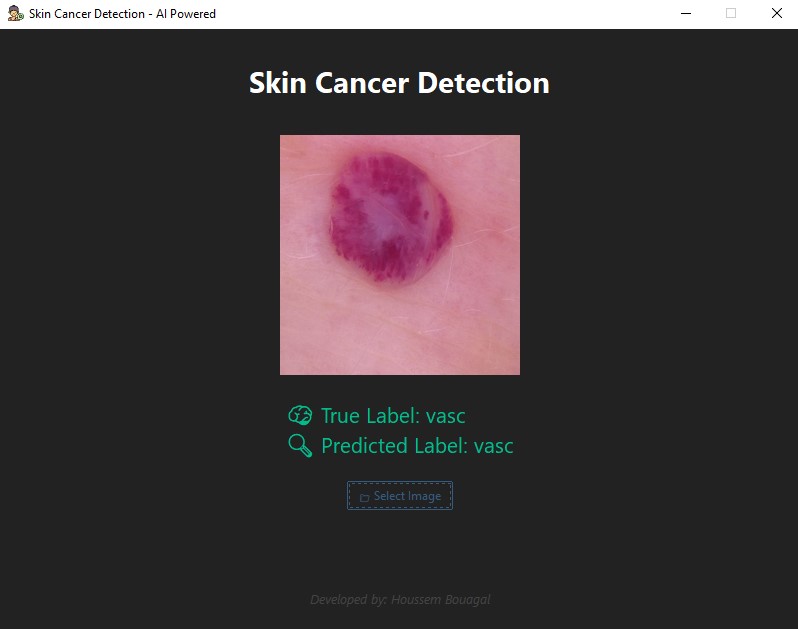 Skin Cancer Detection - AI Powered
Skin Cancer Detection
True Label: vasc
Predicted Label: vasc
Select Image
Developed by: Houssem Bouagal